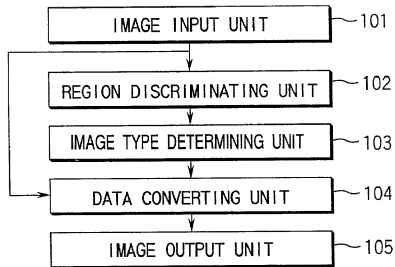 IMAGE INPUT UNIT 101
REGION DISCRIMINATING UNIT 102
IMAGE TYPE DETERMINING UNIT 103
DATA CONVERTING UNIT 104
IMAGE OUTPUT UNIT 105